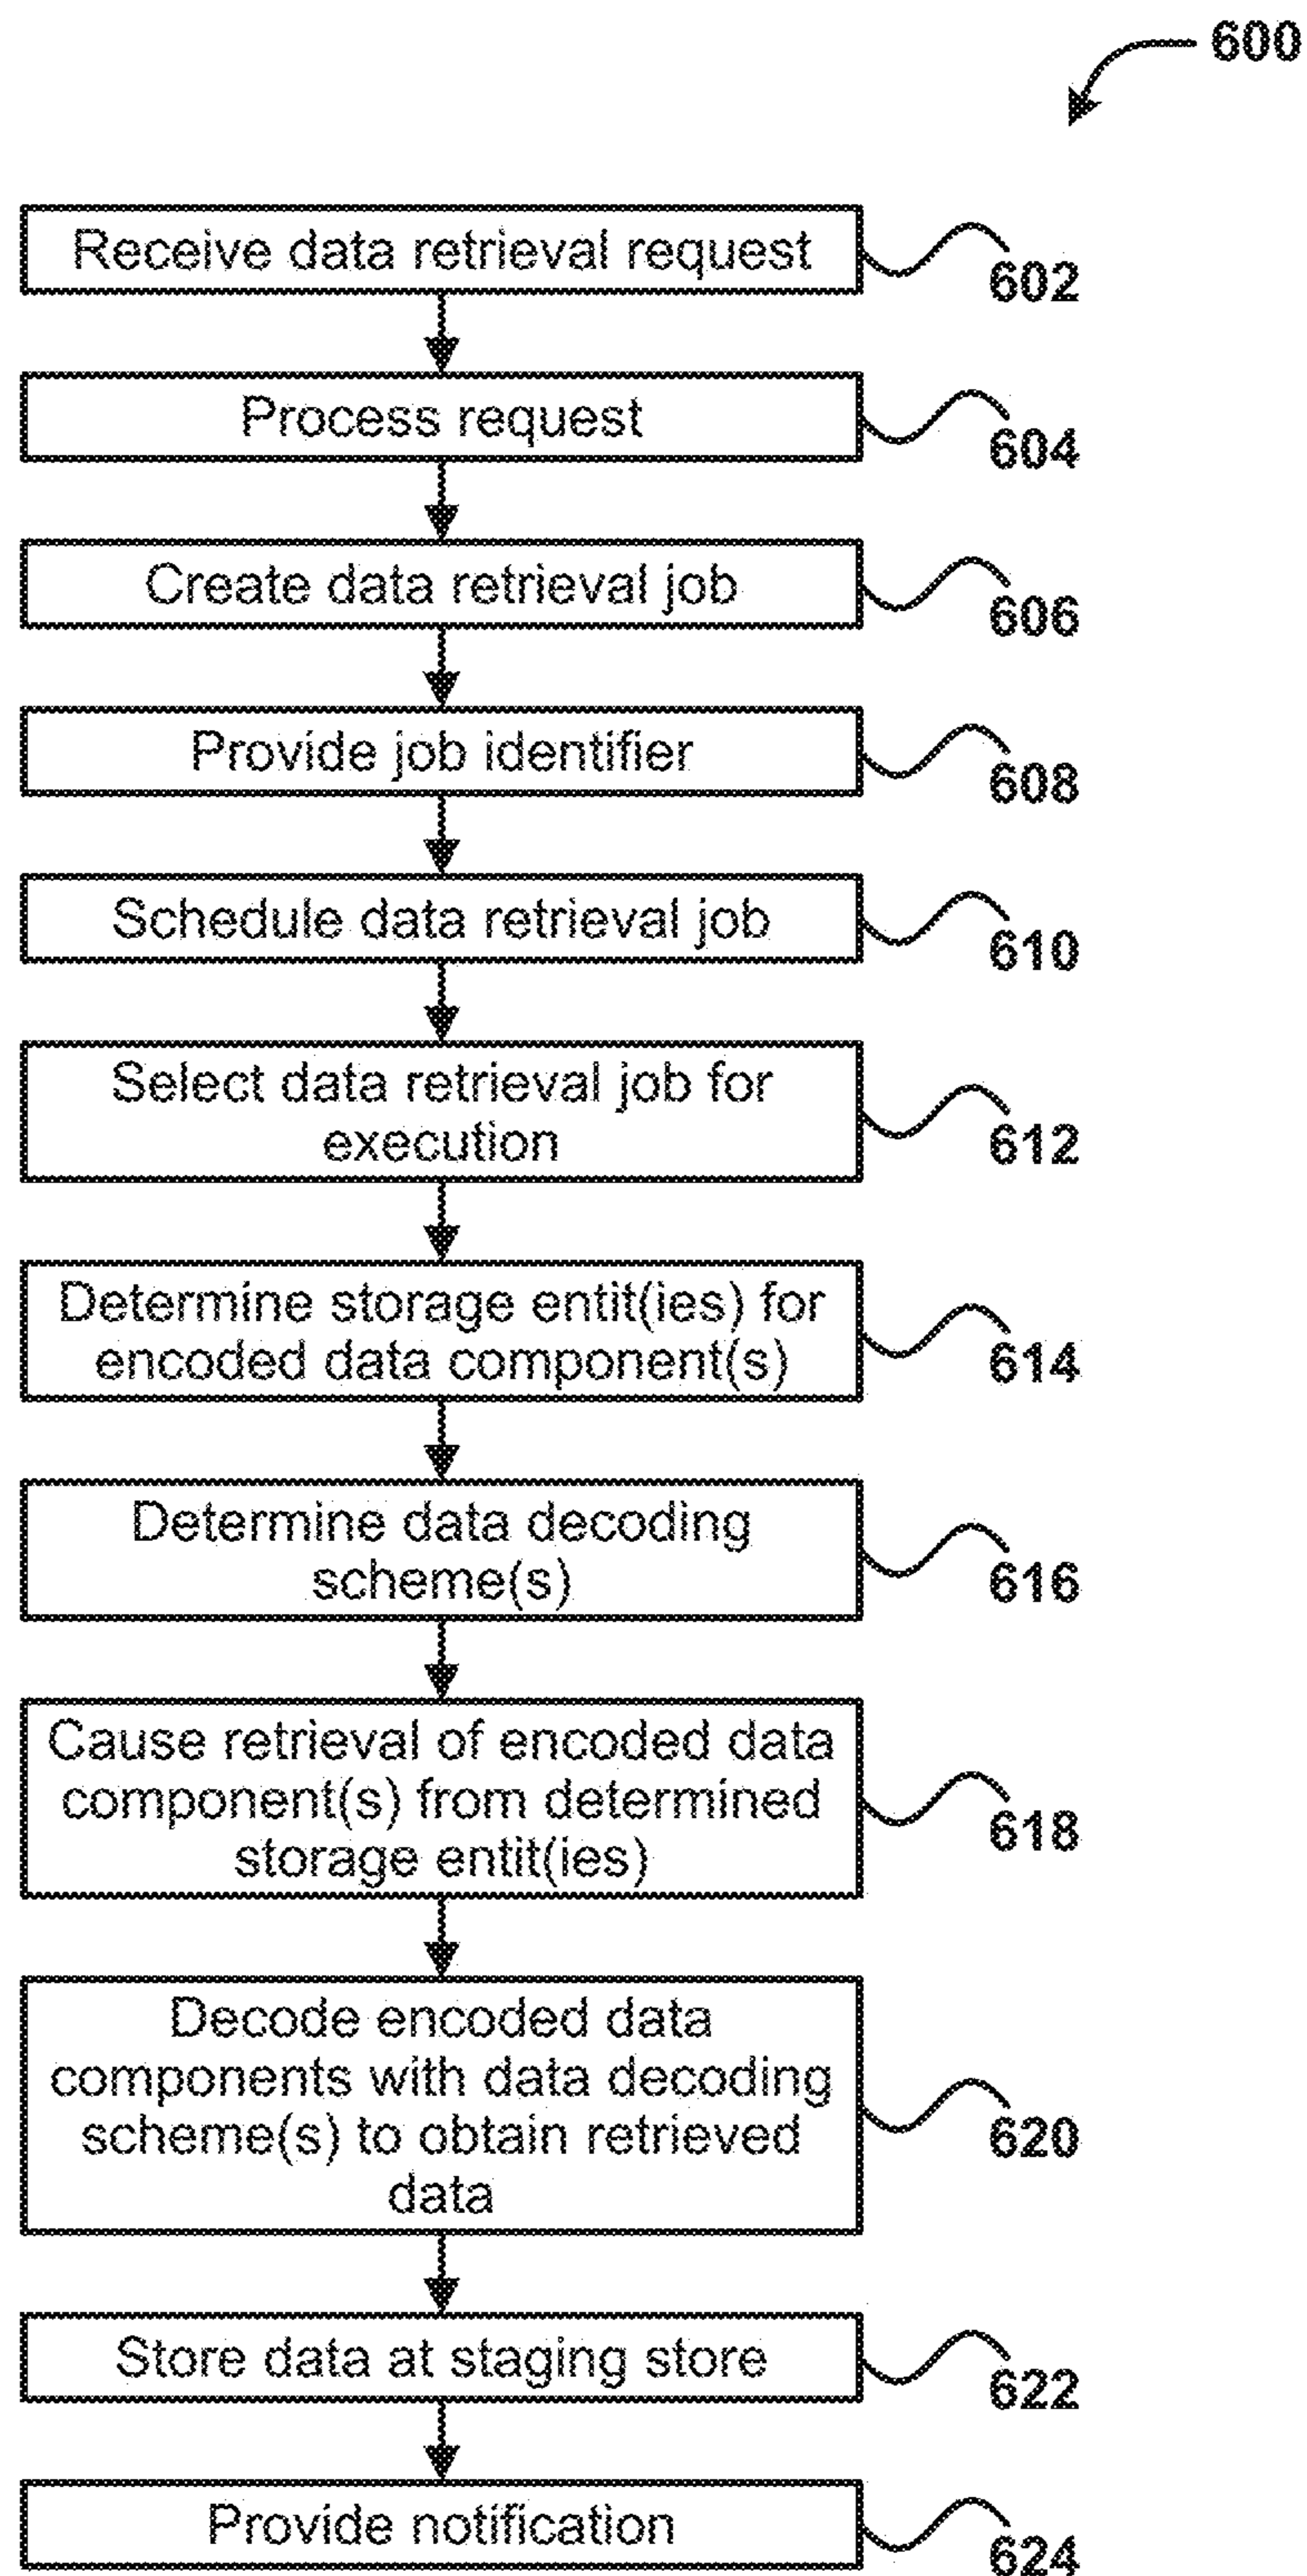 600
Receive data retrieval request
602
Process request
604
Create data retrieval job
606
Provide job identifier
608
Schedule data retrieval job
610
Select data retrieval job for
execution
612
Determine storage entit(ies) for
encoded data component(s)
614
Determine data decoding
scheme(s)
616
Cause retrieval of encoded data
component(s) from determined
storage entit(ies)
618
Decode encoded data
components with data decoding
scheme(s) to obtain retrieved
data
620
Store data at staging store
622
Provide notification
624